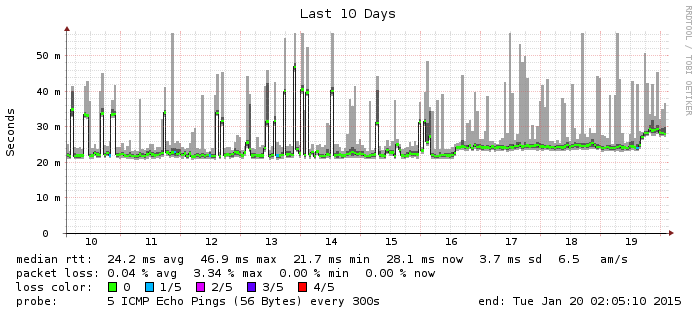 Last 10 Days
RRDTOOL / TOBI OETIKER
Seconds
50 m
40 m
30 m
20 m
10 m
0
10 11 12 13 14 15 16 17 18 19
median rtt: 24.2 ms avg 46.9 ms max 21.7 ms min 28.1 ms now 3.7 ms sd 6.5 am/s
packet loss: 0.04 % avg 3.34 % max 0.00 % min 0.00 % now
loss color: 0 1/5 2/5 3/5 4/5
probe: 5 ICMP Echo Pings (56 Bytes) every 300s end: Tue Jan 20 02:05:10 2015